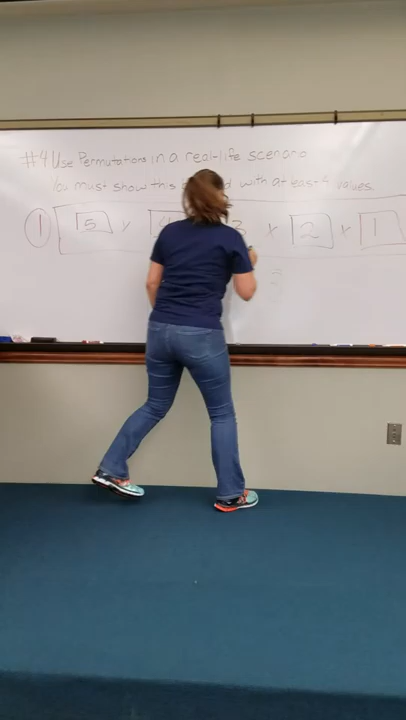 #4 Use Permutations in a real-life scenario
You must show this with at least 4 values.
1 5 x 4 3 x 2 x 1